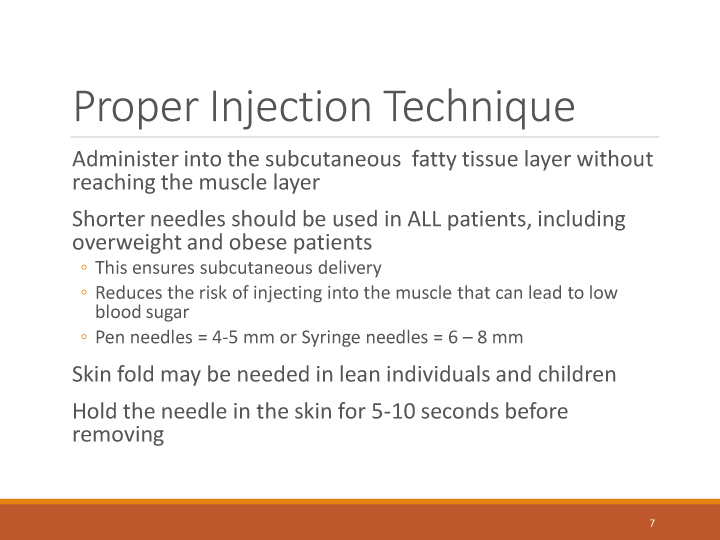 Proper Injection Technique
Administer into the subcutaneous  fatty tissue layer without
reaching the muscle layer
Shorter needles should be used in ALL patients, including
overweight and obese patients
◦ This ensures subcutaneous delivery
◦ Reduces the risk of injecting into the muscle that can lead to low
blood sugar
◦ Pen needles = 4-5 mm or Syringe needles = 6 – 8 mm
Skin fold may be needed in lean individuals and children
Hold the needle in the skin for 5-10 seconds before
removing
7